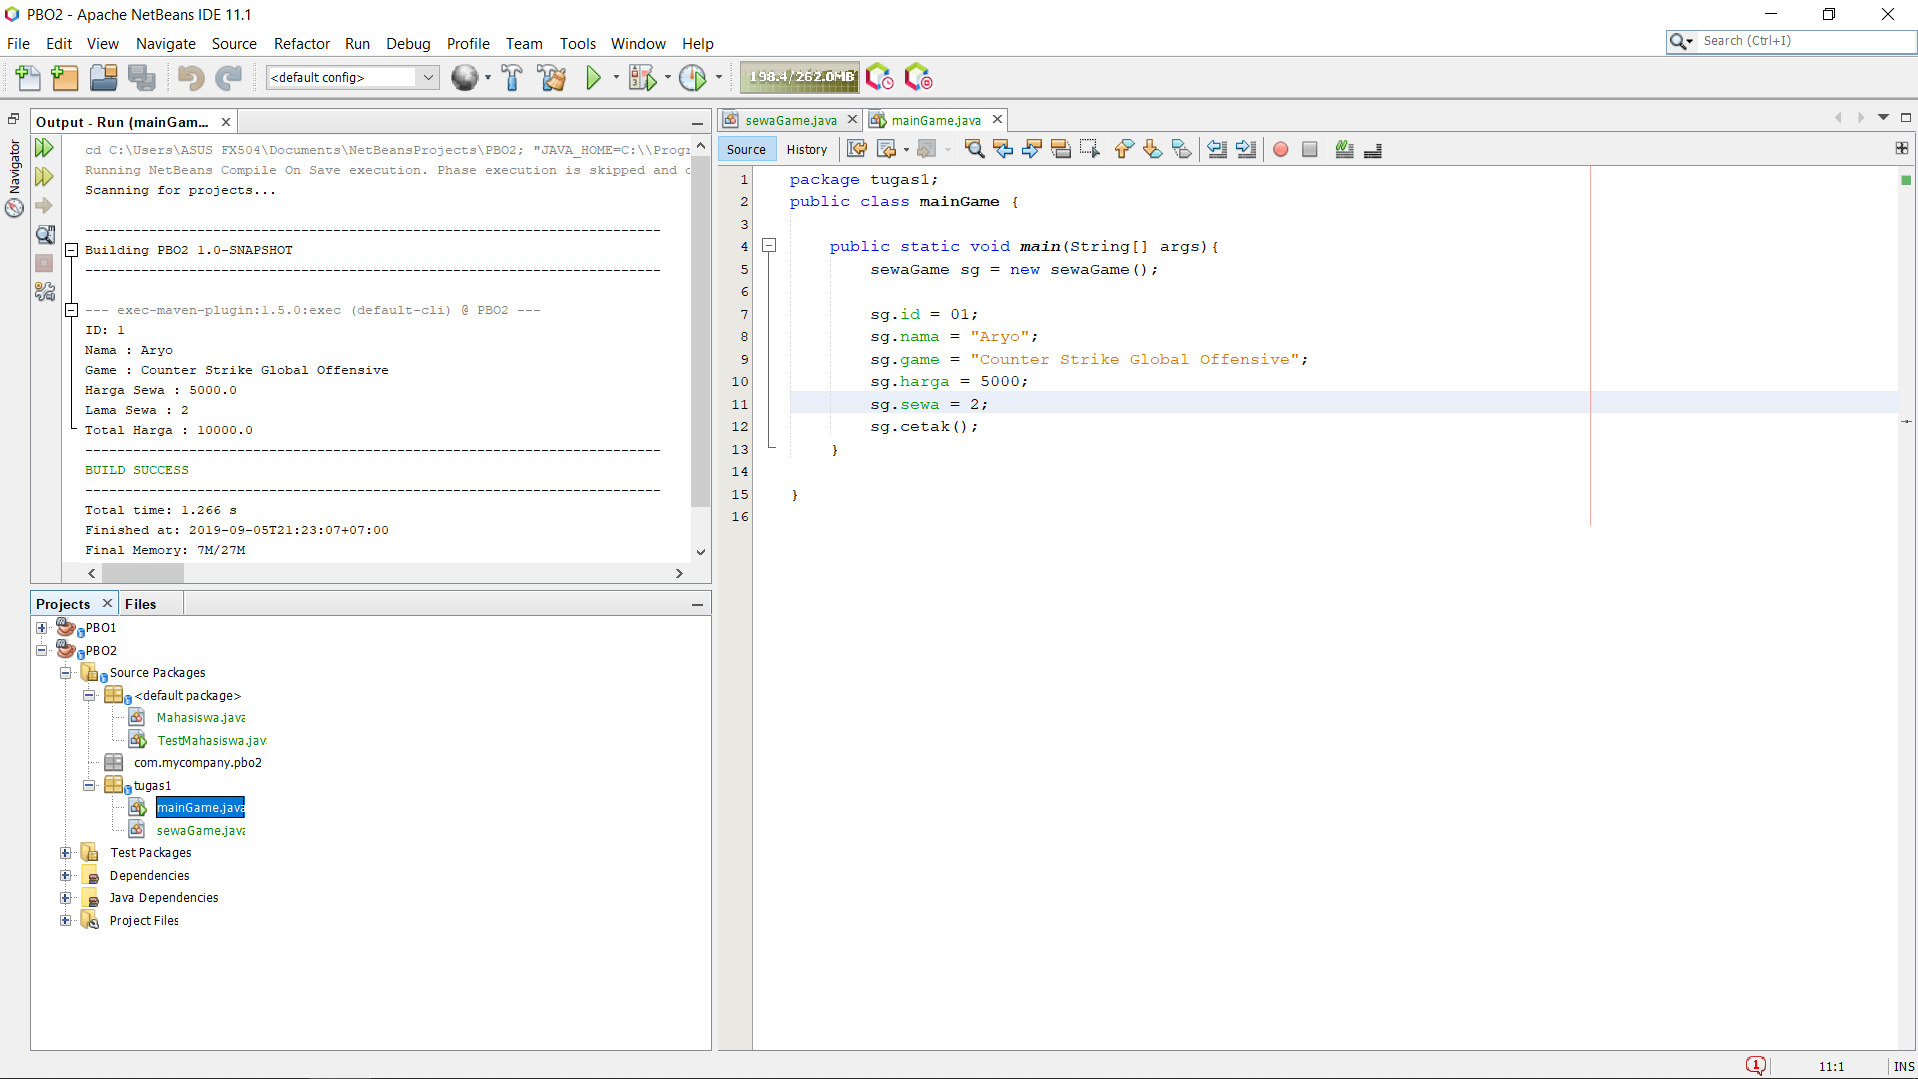 PBO2 - Apache NetBeans IDE 11.1
File Edit View Navigate Source Refactor Run Debug Profile Team Tools Window Help
Search (Ctrl+I)
<default config>
198.4/262.0MB
Output - Run (mainGam...
Navigator
cd C:\Users\ASUS FX504\Documents\NetBeansProjects\PBO2; "JAVA_HOME=C:\\Progr
Running NetBeans Compile On Save execution. Phase execution is skipped and
Scanning for projects...
------------------------------------------------------------------------
Building PBO2 1.0-SNAPSHOT
------------------------------------------------------------------------
--- exec-maven-plugin:1.5.0:exec (default-cli) @ PBO2 ---
ID: 1
Nama : Aryo
Game : Counter Strike Global Offensive
Harga Sewa : 5000.0
Lama Sewa : 2
Total Harga : 10000.0
------------------------------------------------------------------------
BUILD SUCCESS
------------------------------------------------------------------------
Total time: 1.266 s
Finished at: 2019-09-05T21:23:07+07:00
Final Memory: 7M/27M
Projects Files
PBO1
PBO2
Source Packages
<default package>
Mahasiswa.java
TestMahasiswa.jav
com.mycompany.pbo2
tugas1
mainGame.java
sewaGame.java
Test Packages
Dependencies
Java Dependencies
Project Files
sewaGame.java mainGame.java
Source History
1 package tugas1;
2 public class mainGame {
3
4 public static void main(String[] args){
5 sewaGame sg = new sewaGame();
6
7 sg.id = 01;
8 sg.nama = "Aryo";
9 sg.game = "Counter Strike Global Offensive";
10 sg.harga = 5000;
11 sg.sewa = 2;
12 sg.cetak();
13 }
14
15 }
16
1 11:1 INS